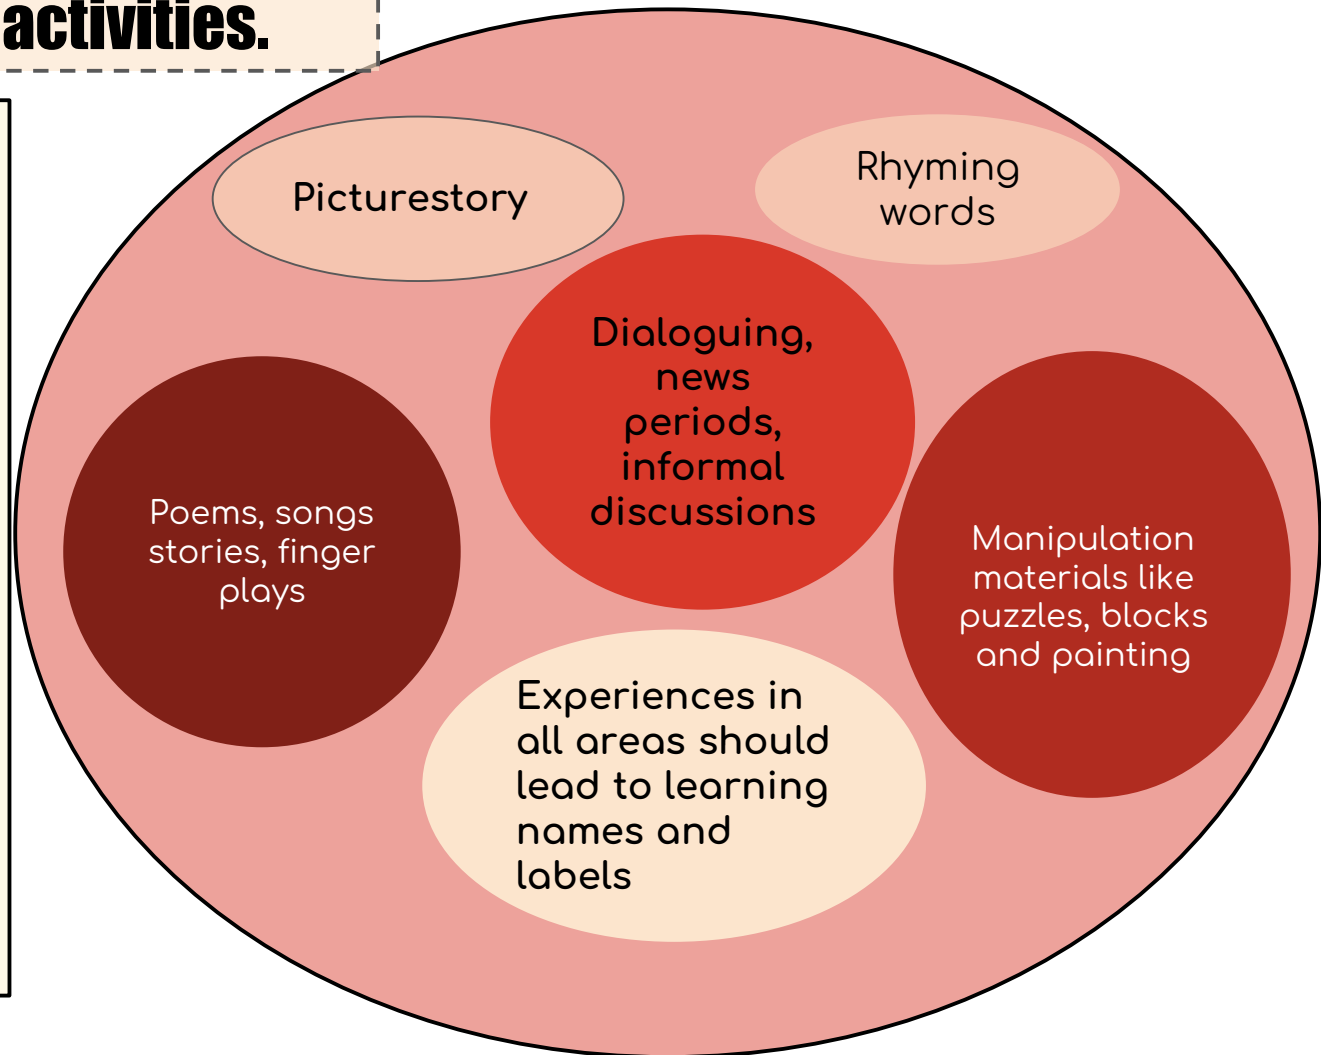 activities.
Picturestory
Rhyming
words
Dialoguing,
news
periods,
informal
discussions
Poems, songs
stories, finger
plays
Manipulation
materials like
puzzles, blocks
and painting
Experiences in
all areas should
lead to learning
names and
labels